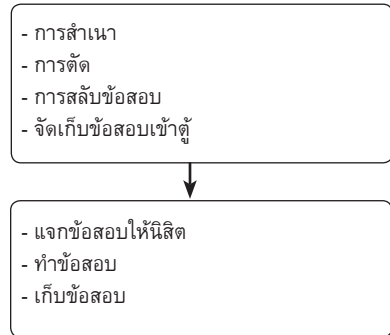 - การสำเนา
- การตัด
- การสลับข้อสอบ
- จัดเก็บข้อสอบเข้าตู้
- แจกข้อสอบให้นิสิต
- ทำข้อสอบ
- เก็บข้อสอบ